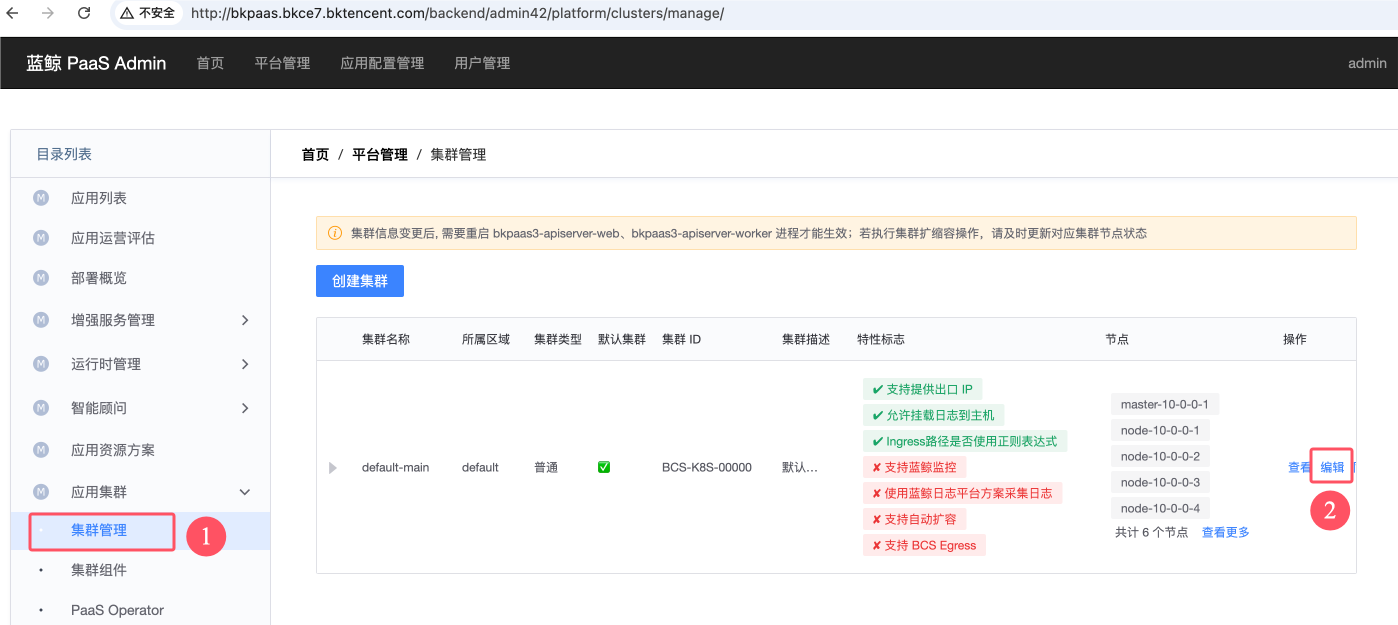 不安全 http://bkpaas.bkce7.bktencent.com/backend/admin42/platform/clusters/manage/
蓝鲸 PaaS Admin 首页 平台管理 应用配置管理 用户管理 admin
目录列表
M 应用列表
M 应用运营评估
M 部署概览
M 增强服务管理
M 运行时管理
M 智能顾问
M 应用资源方案
M 应用集群
集群管理 1
集群组件
PaaS Operator
首页 / 平台管理 / 集群管理
集群信息变更后, 需要重启 bkpaas3-apiserver-web、bkpaas3-apiserver-worker 进程才能生效；若执行集群扩缩容操作，请及时更新对应集群节点状态
创建集群
集群名称 所属区域 集群类型 默认集群 集群 ID 集群描述 特性标志 节点 操作
default-main default 普通 ✅ BCS-K8S-00000 默认...
✔ 支持提供出口 IP
✔ 允许挂载日志到主机
✔ Ingress路径是否使用正则表达式
✘ 支持蓝鲸监控
✘ 使用蓝鲸日志平台方案采集日志
✘ 支持自动扩容
✘ 支持 BCS Egress
master-10-0-0-1
node-10-0-0-1
node-10-0-0-2
node-10-0-0-3
node-10-0-0-4
共计 6 个节点 查看更多
查看 编辑
2